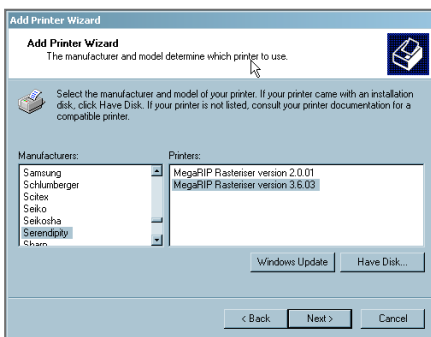 Add Printer Wizard
Add Printer Wizard
The manufacturer and model determine which printer to use.
Select the manufacturer and model of your printer. If your printer came with an installation
disk, click Have Disk. If your printer is not listed, consult your printer documentation for a
compatible printer.
Manufacturers:
Samsung
Schlumberger
Scitex
Seiko
Seikosha
Serendipity
Sharp
Printers:
MegaRIP Rasteriser version 2.0.01
MegaRIP Rasteriser version 3.6.03
Windows Update
Have Disk...
< Back
Next >
Cancel